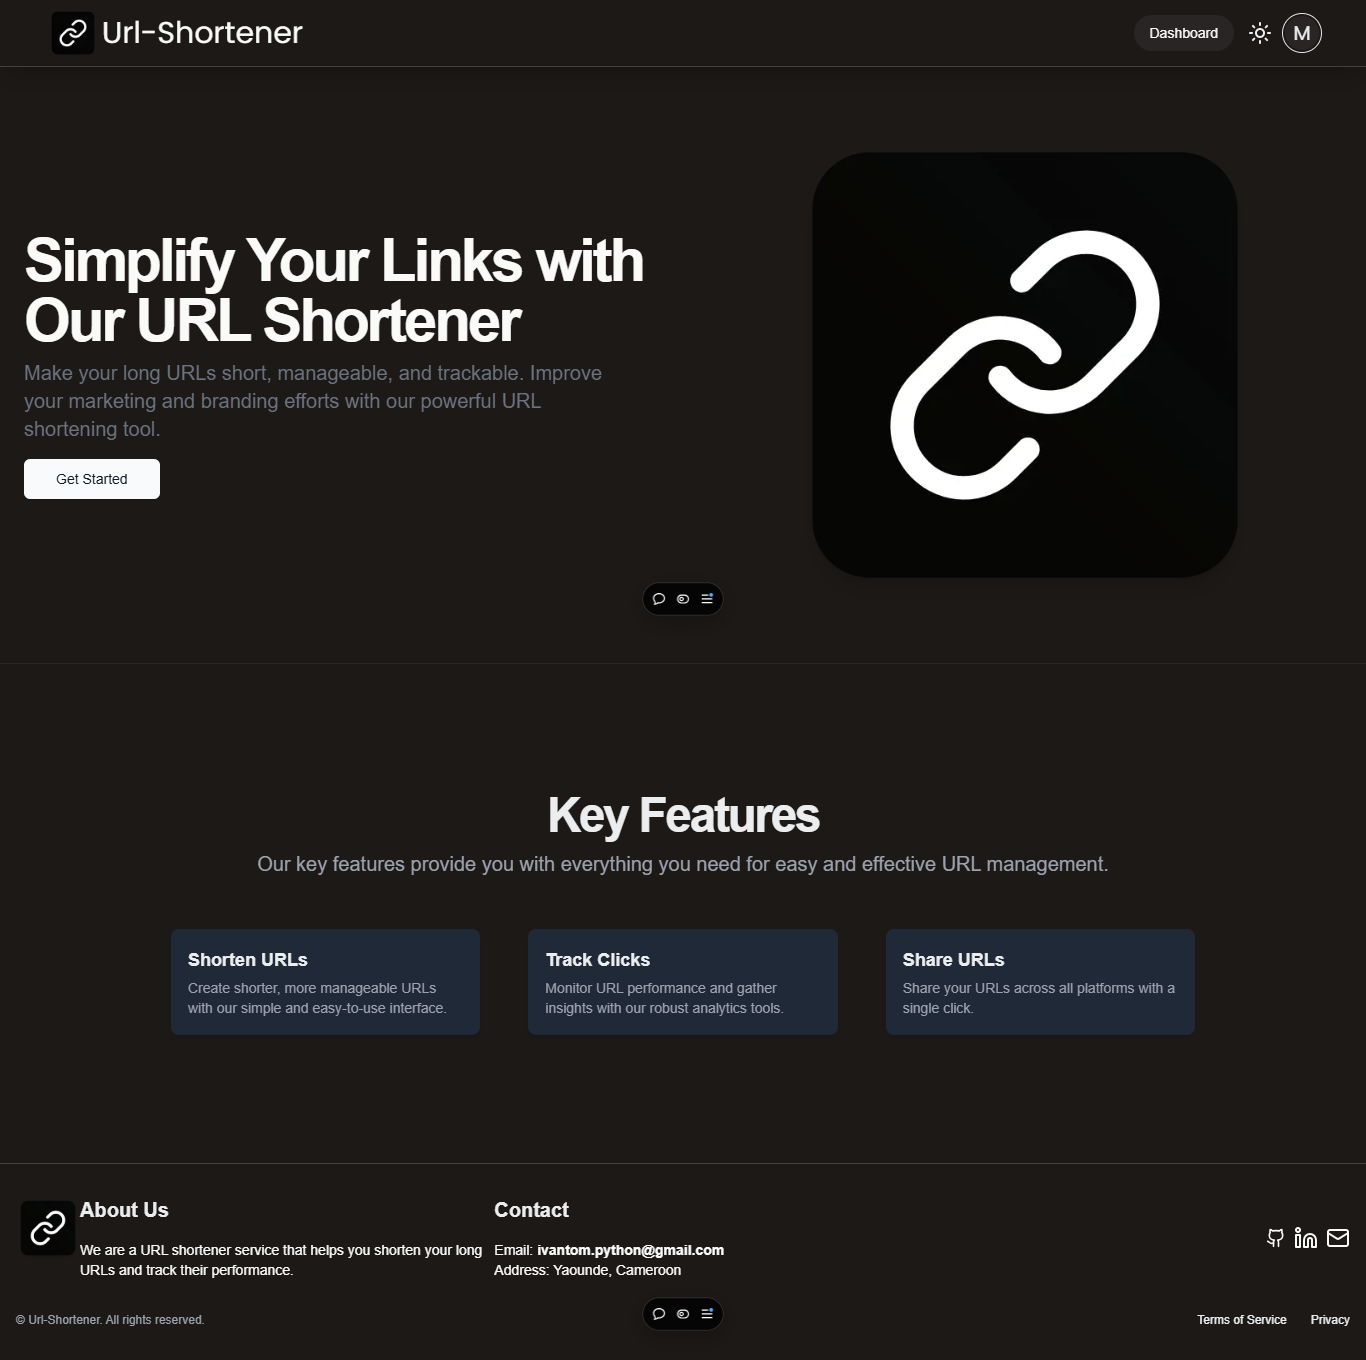 Url-Shortener
Dashboard
M
Simplify Your Links with
Our URL Shortener
Make your long URLs short, manageable, and trackable. Improve
your marketing and branding efforts with our powerful URL
shortening tool.
Get Started
Key Features
Our key features provide you with everything you need for easy and effective URL management.
Shorten URLs
Create shorter, more manageable URLs
with our simple and easy-to-use interface.
Track Clicks
Monitor URL performance and gather
insights with our robust analytics tools.
Share URLs
Share your URLs across all platforms with a
single click.
About Us
We are a URL shortener service that helps you shorten your long
URLs and track their performance.
Contact
Email: ivantom.python@gmail.com
Address: Yaounde, Cameroon
© Url-Shortener. All rights reserved.
Terms of Service
Privacy